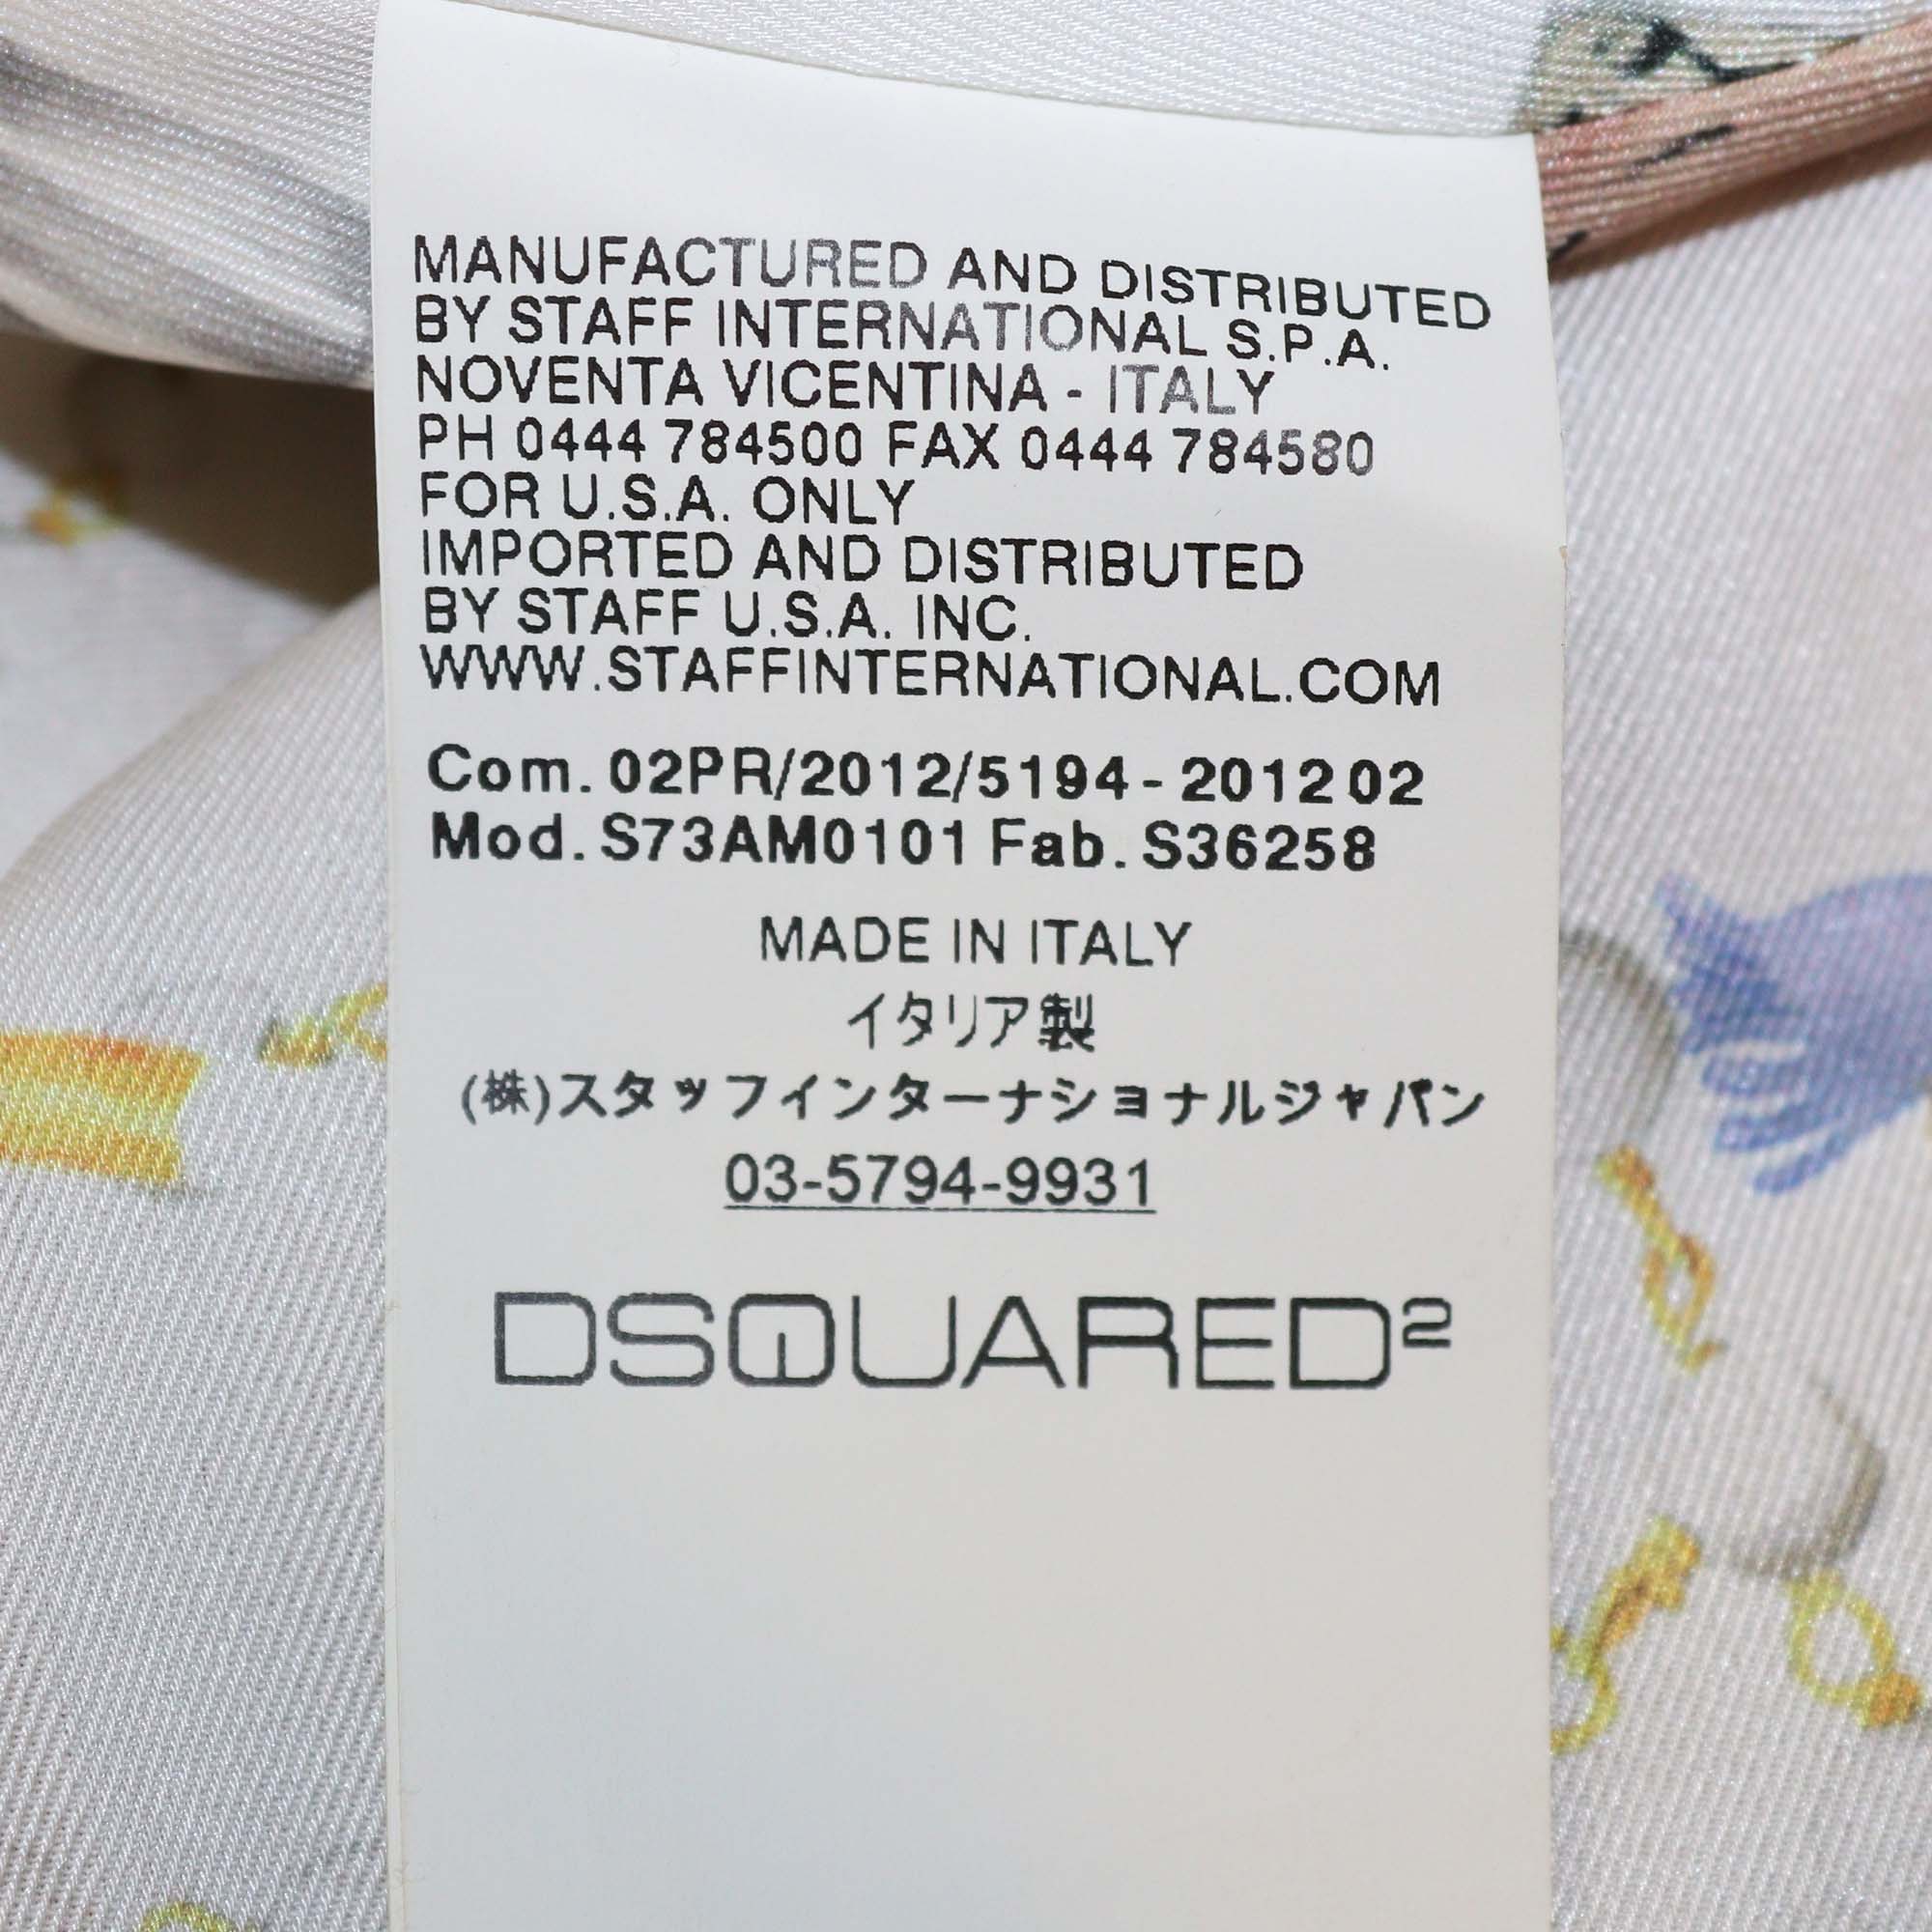 MANUFACTURED AND DISTRIBUTED
BY STAFF INTERNATIONAL S.P.A.
NOVENTA VICENTINA - ITALY
PH 0444 784500 FAX 0444 784580
FOR U.S.A. ONLY
IMPORTED AND DISTRIBUTED
BY STAFF U.S.A. INC.
WWW.STAFFINTERNATIONAL.COM
Com. 02PR/2012/5194 - 201202
Mod. S73AM0101 Fab. S36258
MADE IN ITALY
イタリア製
(株)スタッフインターナショナルジャパン
03-5794-9931
DSQUARED²